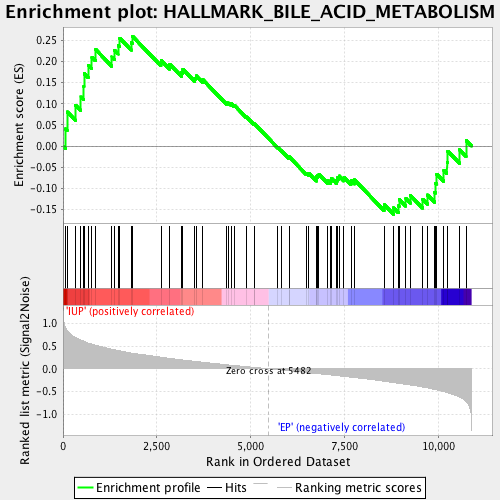 Enrichment plot: HALLMARK_BILE_ACID_METABOLISM
Enrichment score (ES)
0.25
0.20
0.15
0.10
0.05
0.00
-0.05
-0.10
-0.15
Ranked list metric (Signal2Noise)
1.0
0.5
0.0
-0.5
-1.0
'IUP' (positively correlated)
Zero cross at 5482
'EP' (negatively correlated)
0
2,500
5,000
7,500
10,000
Rank in Ordered Dataset
Enrichment profile
Hits
Ranking metric scores